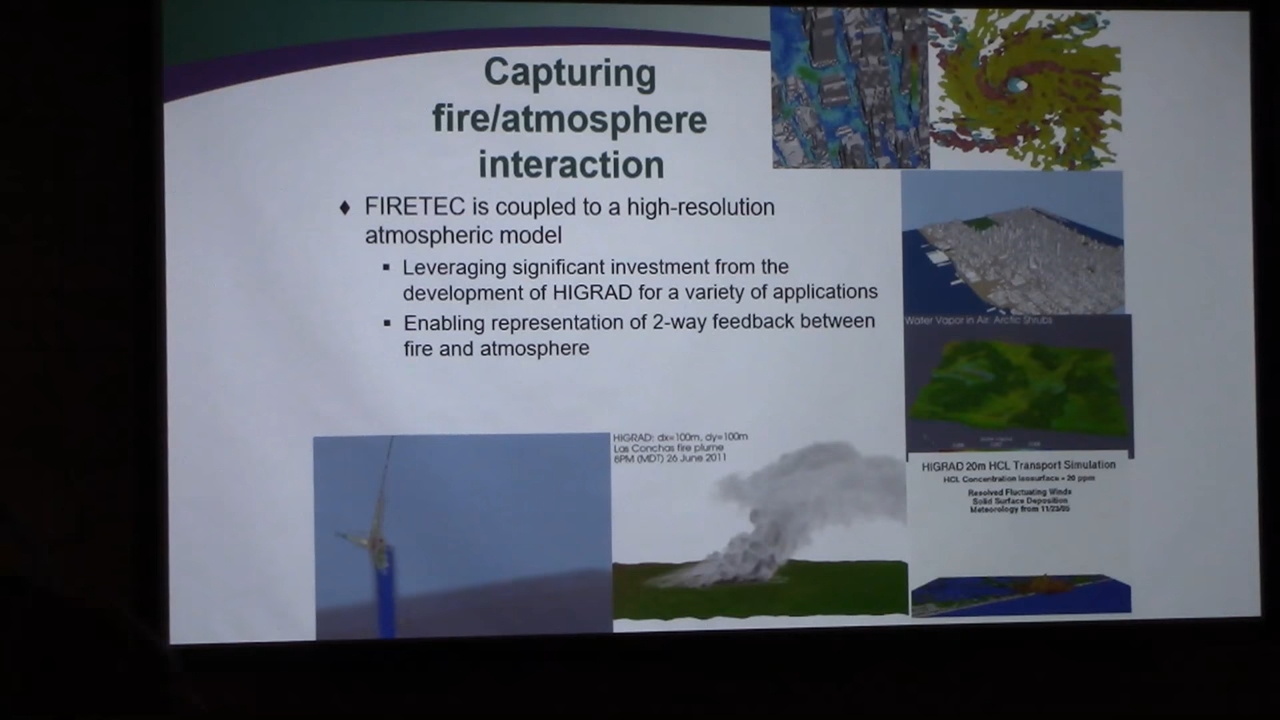 Capturing
fire/atmosphere
interaction
♦ FIRETEC is coupled to a high-resolution
atmospheric model
▪ Leveraging significant investment from the
development of HIGRAD for a variety of applications
▪ Enabling representation of 2-way feedback between
fire and atmosphere
Water Vapor in Air: Arctic Shrubs
HIGRAD: dx=100m, dy=100m
Las Conchas fire plume
6PM (MDT) 26 June 2011
HIGRAD 20m HCL Transport Simulation
HCL Concentration Isosurface = 20 ppm
Resolved Fluctuating Winds
Solid Surface Deposition
Meteorology from 11/23/05